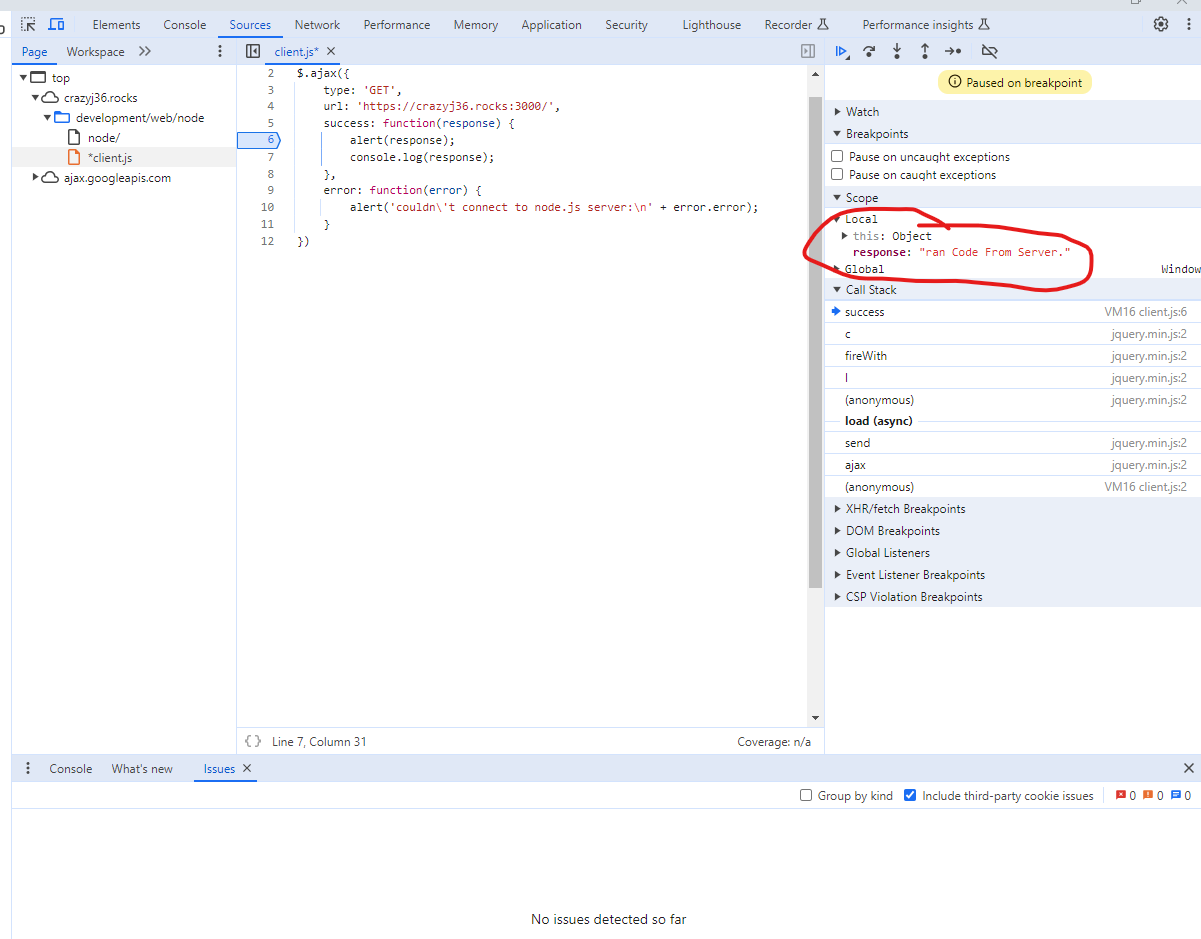 Elements Console Sources Network Performance Memory Application Security Lighthouse Recorder Performance insights
Page Workspace
top
crazyj36.rocks
development/web/node
node/
*client.js
ajax.googleapis.com
client.js*
2 $.ajax({
3 type: 'GET',
4 url: 'https://crazyj36.rocks:3000/',
5 success: function(response) {
6 alert(response);
7 console.log(response);
8 },
9 error: function(error) {
10 alert('couldn\'t connect to node.js server:\n' + error.error);
11 }
12 })
Line 7, Column 31 Coverage: n/a
Paused on breakpoint
Watch
Breakpoints
Pause on uncaught exceptions
Pause on caught exceptions
Scope
Local
this: Object
response: "ran Code From Server."
Global Window
Call Stack
success VM16 client.js:6
c jquery.min.js:2
fireWith jquery.min.js:2
l jquery.min.js:2
(anonymous) jquery.min.js:2
load (async)
send jquery.min.js:2
ajax jquery.min.js:2
(anonymous) VM16 client.js:2
XHR/fetch Breakpoints
DOM Breakpoints
Global Listeners
Event Listener Breakpoints
CSP Violation Breakpoints
Console What's new Issues
Group by kind Include third-party cookie issues 0 0 0
No issues detected so far